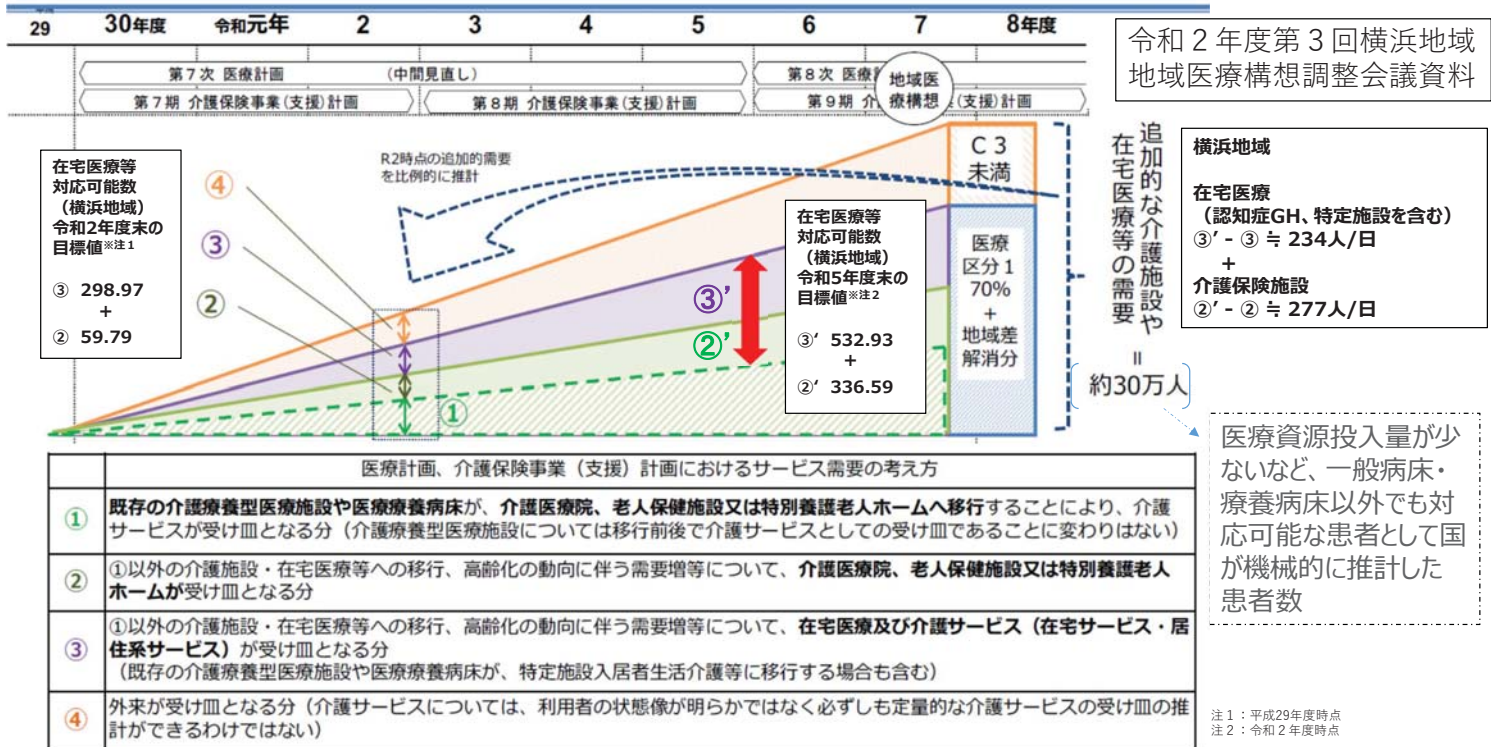 29 30年度 令和元年 2 3 4 5 6 7 8年度
令和２年度第３回横浜地域
地域医療構想調整会議資料
第７次 医療計画 （中間見直し）
第８次 医療
第７期 介護保険事業（支援）計画
第８期 介護保険事業（支援）計画
第９期 介 （支援）計画
地域医
療構想
在宅医療等
対応可能数
（横浜地域）
令和2年度末の
目標値※注１
③ 298.97
+
② 59.79
R2時点の追加的需要
を比例的に推計
④
③
②
①
③’
②’
在宅医療等
対応可能数
（横浜地域）
令和5年度末の
目標値※注２
③’ 532.93
+
②’ 336.59
Ｃ３
未満
医療
区分１
70%
+
地域差
解消分
追加的な介護施設や
在宅医療等の需要
＝
約30万人
横浜地域
在宅医療
（認知症GH、特定施設を含む）
③’ - ③ ≒ 234人/日
+
介護保険施設
②’ - ② ≒ 277人/日
医療資源投入量が少
ないなど、一般病床・
療養病床以外でも対
応可能な患者として国
が機械的に推計した
患者数
医療計画、介護保険事業（支援）計画におけるサービス需要の考え方
① 既存の介護療養型医療施設や医療療養病床が、介護医療院、老人保健施設又は特別養護老人ホームへ移行することにより、介護
サービスが受け皿となる分（介護療養型医療施設については移行前後で介護サービスとしての受け皿であることに変わりはない）
② ①以外の介護施設・在宅医療等への移行、高齢化の動向に伴う需要増等について、介護医療院、老人保健施設又は特別養護老人
ホームが受け皿となる分
③ ①以外の介護施設・在宅医療等への移行、高齢化の動向に伴う需要増等について、在宅医療及び介護サービス（在宅サービス・居
住系サービス）が受け皿となる分
（既存の介護療養型医療施設や医療療養病床が、特定施設入居者生活介護等に移行する場合も含む）
④ 外来が受け皿となる分（介護サービスについては、利用者の状態像が明らかではなく必ずしも定量的な介護サービスの受け皿の推
計ができるわけではない）
注１：平成29年度時点
注２：令和２年度時点